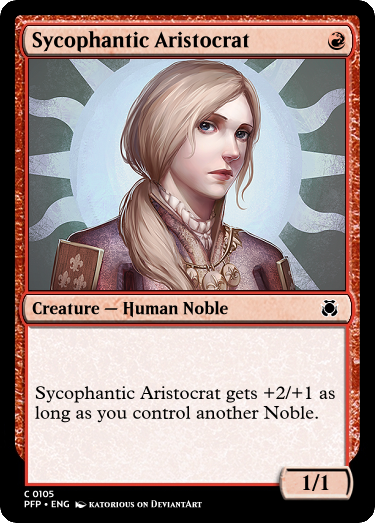 Sycophantic Aristocrat
Creature — Human Noble
Sycophantic Aristocrat gets +2/+1 as
long as you control another Noble.
1/1
C 0105
PFP • ENG KATORIOUS ON DEVIANTART